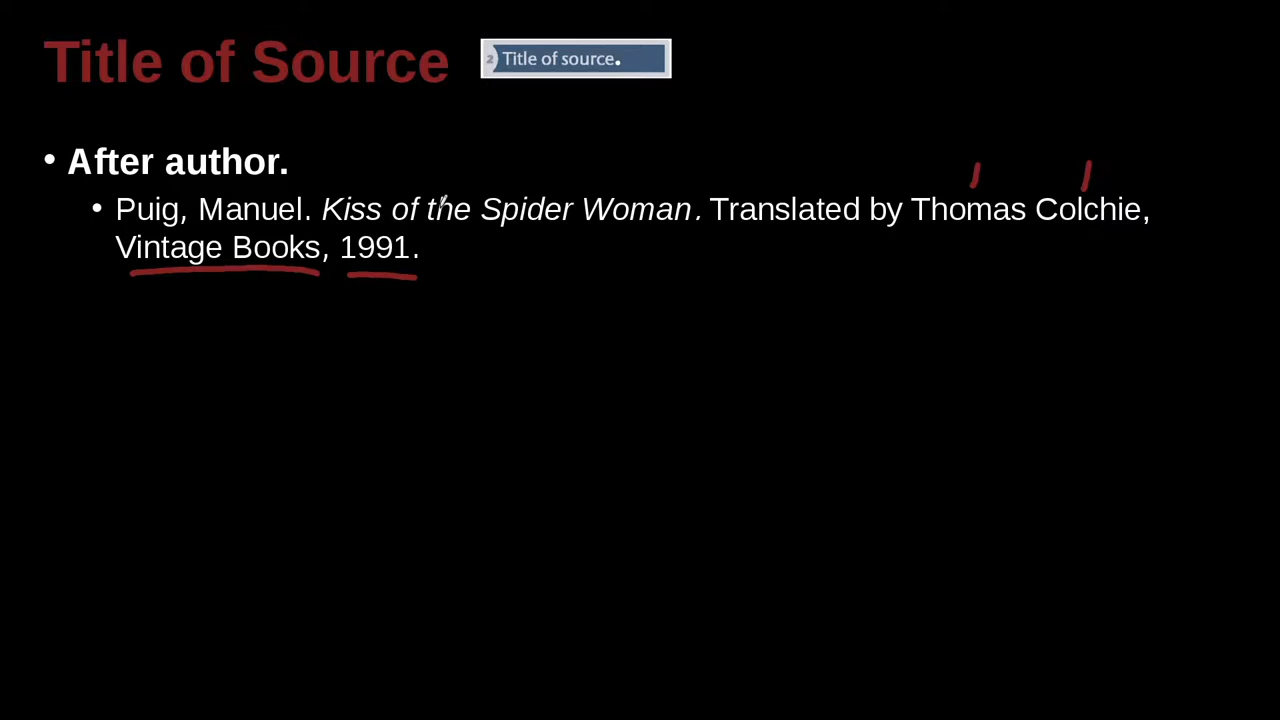 Title of Source
2 Title of source.
• After author.
• Puig, Manuel. Kiss of the Spider Woman. Translated by Thomas Colchie,
Vintage Books, 1991.